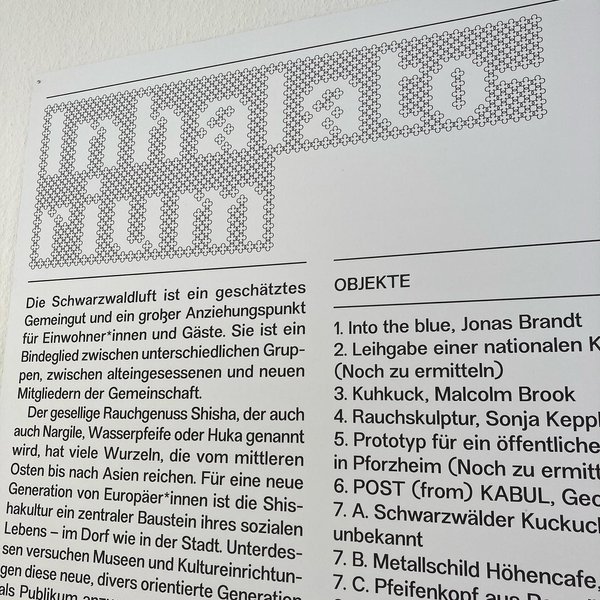 Inhalato-
rium
Die Schwarzwaldluft ist ein geschätztes
Gemeingut und ein großer Anziehungspunkt
für Einwohner*innen und Gäste. Sie ist ein
Bindeglied zwischen unterschiedlichen Grup-
pen, zwischen alteingesessenen und neuen
Mitgliedern der Gemeinschaft.
Der gesellige Rauchgenuss Shisha, der auch
auch Nargile, Wasserpfeife oder Huka genannt
wird, hat viele Wurzeln, die vom mittleren
Osten bis nach Asien reichen. Für eine neue
Generation von Europäer*innen ist die Shis-
hakultur ein zentraler Baustein ihres sozialen
Lebens – im Dorf wie in der Stadt. Unterdes-
sen versuchen Museen und Kultureinrichtun-
gen diese neue, divers orientierte Generation
als Publikum
OBJEKTE
1. Into the blue, Jonas Brandt
2. Leihgabe einer nationalen K
(Noch zu ermitteln)
3. Kuhkuck, Malcolm Brook
4. Rauchskulptur, Sonja Keppl
5. Prototyp für ein öffentliche
in Pforzheim (Noch zu ermitt
6. POST (from) KABUL, Geo
7. A. Schwarzwälder Kuckuck
unbekannt
7. B. Metallschild Höhencafe,
7. C. Pfeifenkopf aus